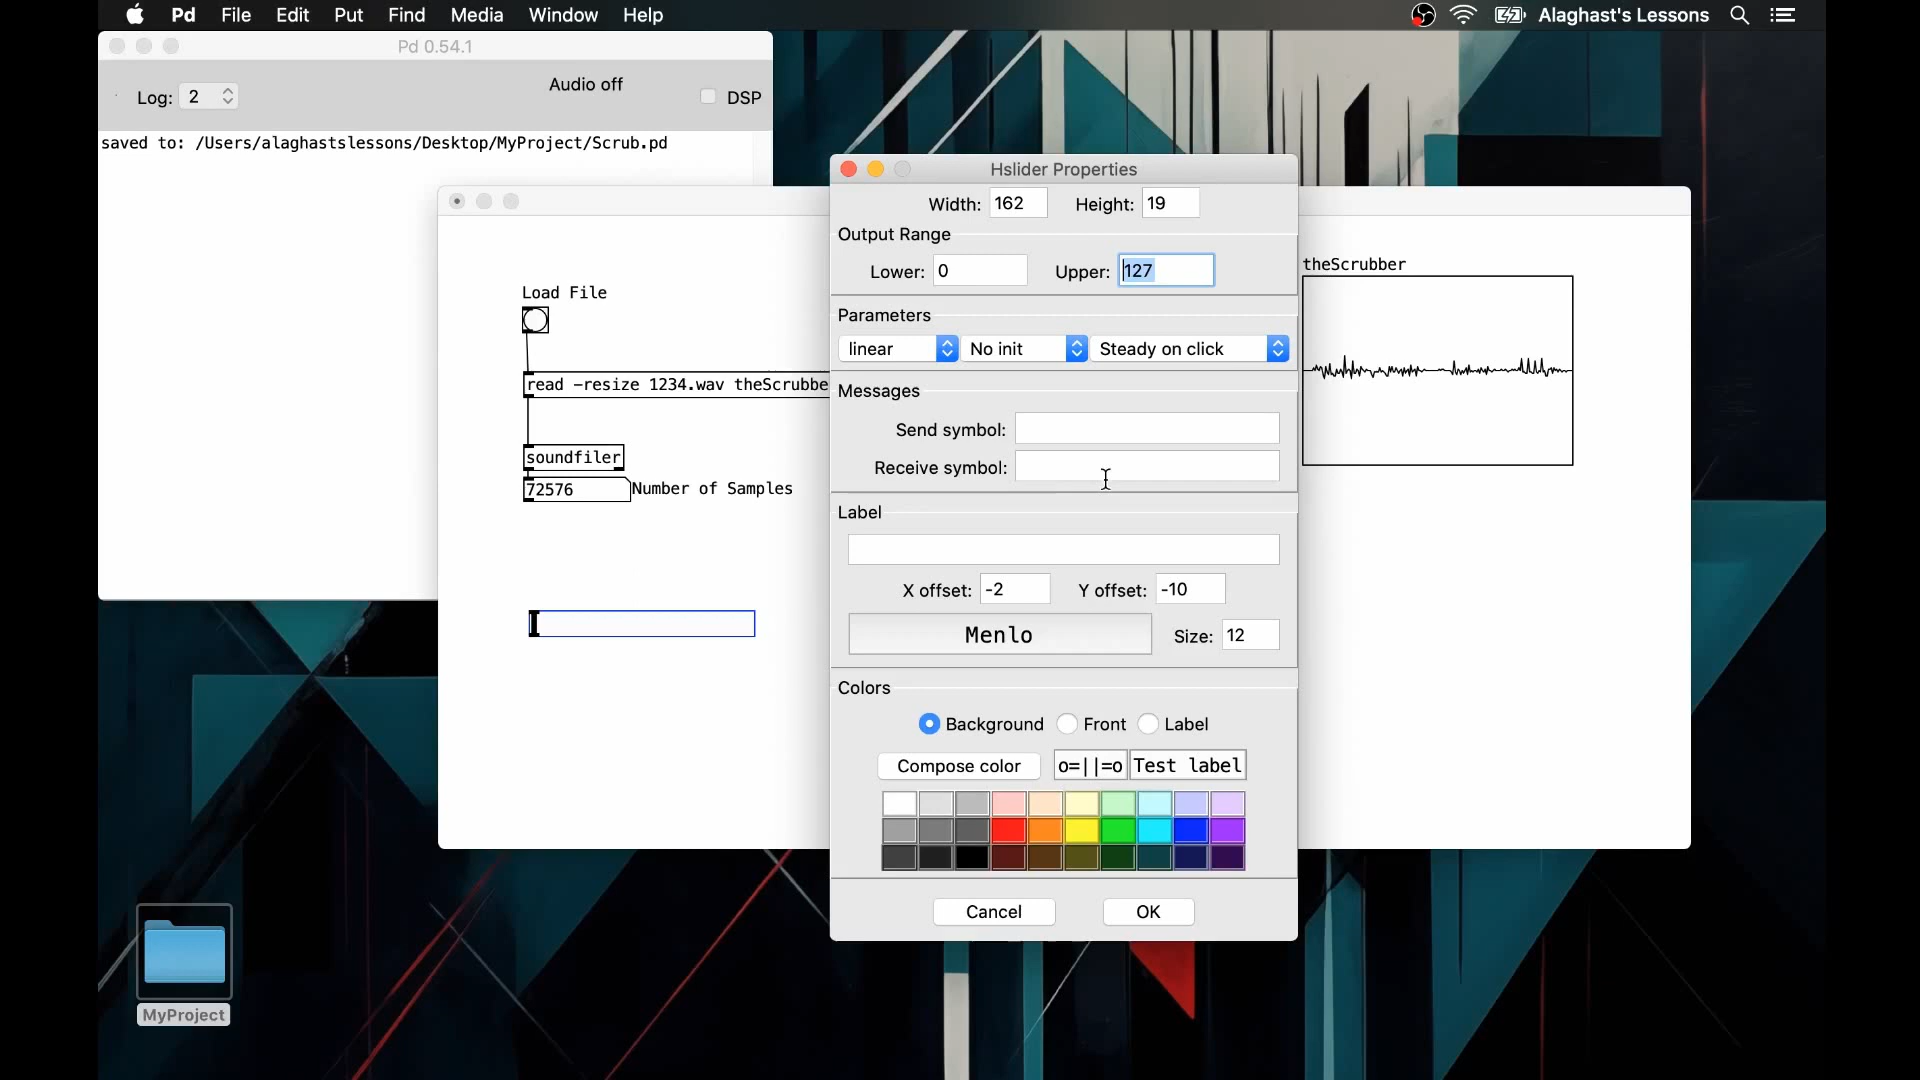 Pd File Edit Put Find Media Window Help
Alaghast's Lessons
Pd 0.54.1
Audio off
Log: 2
DSP
saved to: /Users/alaghastslessons/Desktop/MyProject/Scrub.pd
Hslider Properties
Width: 162 Height: 19
Output Range
Lower: 0 Upper: 127
Parameters
linear No init Steady on click
Messages
Send symbol:
Receive symbol:
Label
X offset: -2 Y offset: -10
Menlo Size: 12
Colors
Background Front Label
Compose color o=||=o Test label
Cancel OK
Load File
read -resize 1234.wav theScrubbe
soundfiler
72576 Number of Samples
theScrubber
MyProject